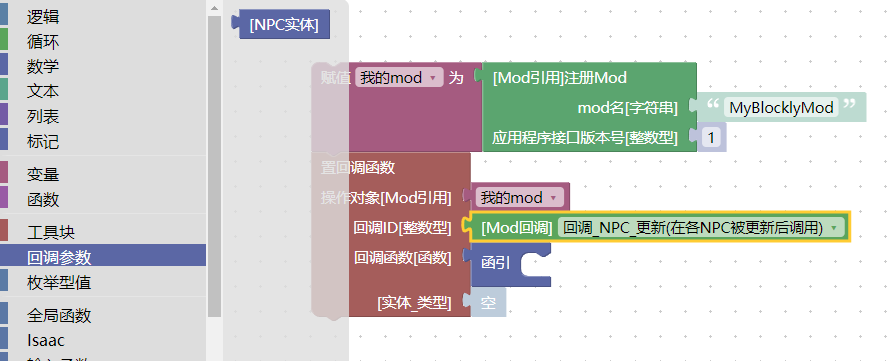 逻辑
循环
数学
文本
列表
标记
变量
函数
工具块
回调参数
枚举型值
全局函数
Isaac
[NPC实体]
赋值 我的mod 为 [Mod引用]注册Mod
mod名[字符串] “ MyBlocklyMod ”
应用程序接口版本号[整数型] 1
置回调函数
操作对象[Mod引用] 我的mod
回调ID[整数型] [Mod回调] 回调_NPC_更新(在各NPC被更新后调用)
回调函数[函数] 函引
[实体_类型] 空